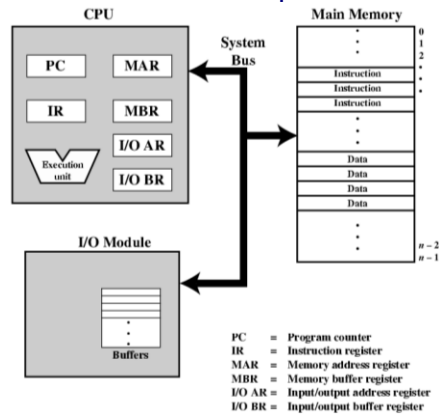 CPU
Main Memory
System
Bus
PC
MAR
IR
MBR
I/O AR
I/O BR
Execution
unit
0
1
2
Instruction
Instruction
Instruction
Data
Data
Data
Data
n – 2
n – 1
I/O Module
Buffers
PC = Program counter
IR = Instruction register
MAR = Memory address register
MBR = Memory buffer register
I/O AR = Input/output address register
I/O BR = Input/output buffer register